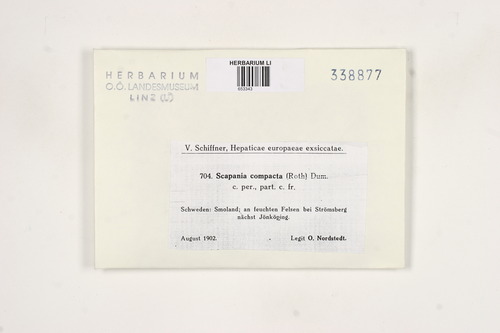 HERBARIUM LI
653343
HERBARIUM
O.Ö. LANDESMUSEUM
LINZ (LI)
338877
V. Schiffner, Hepaticae europaeae exsiccatae.
704. Scapania compacta (Roth) Dum.
c. per., part. c. fr.
Schweden: Smoland; an feuchten Felsen bei Strömsberg
nächst Jönköping.
August 1902.
Legit O. Nordstedt.